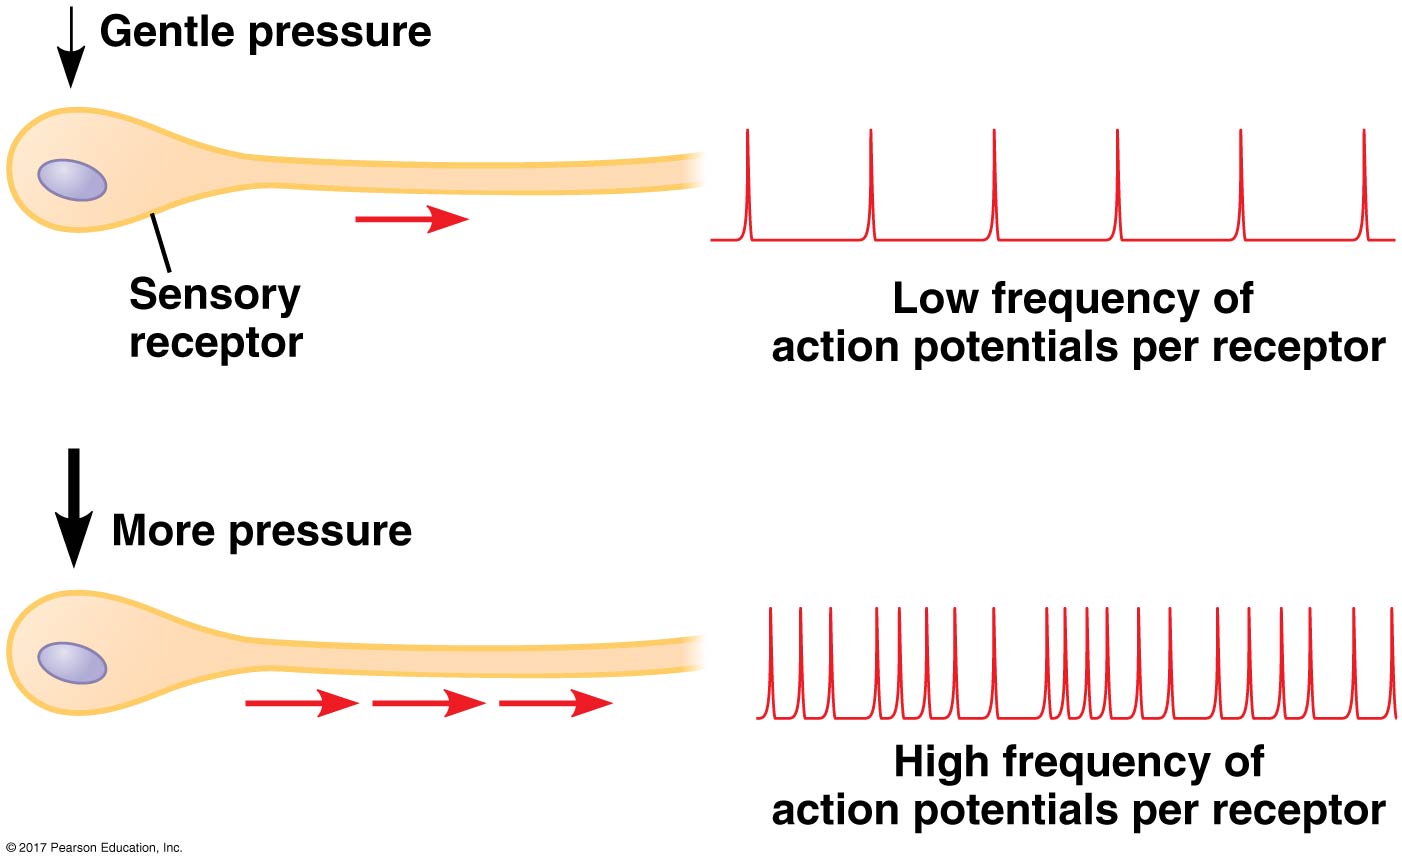 Gentle pressure
Sensory
receptor
Low frequency of
action potentials per receptor
More pressure
High frequency of
action potentials per receptor
© 2017 Pearson Education, Inc.